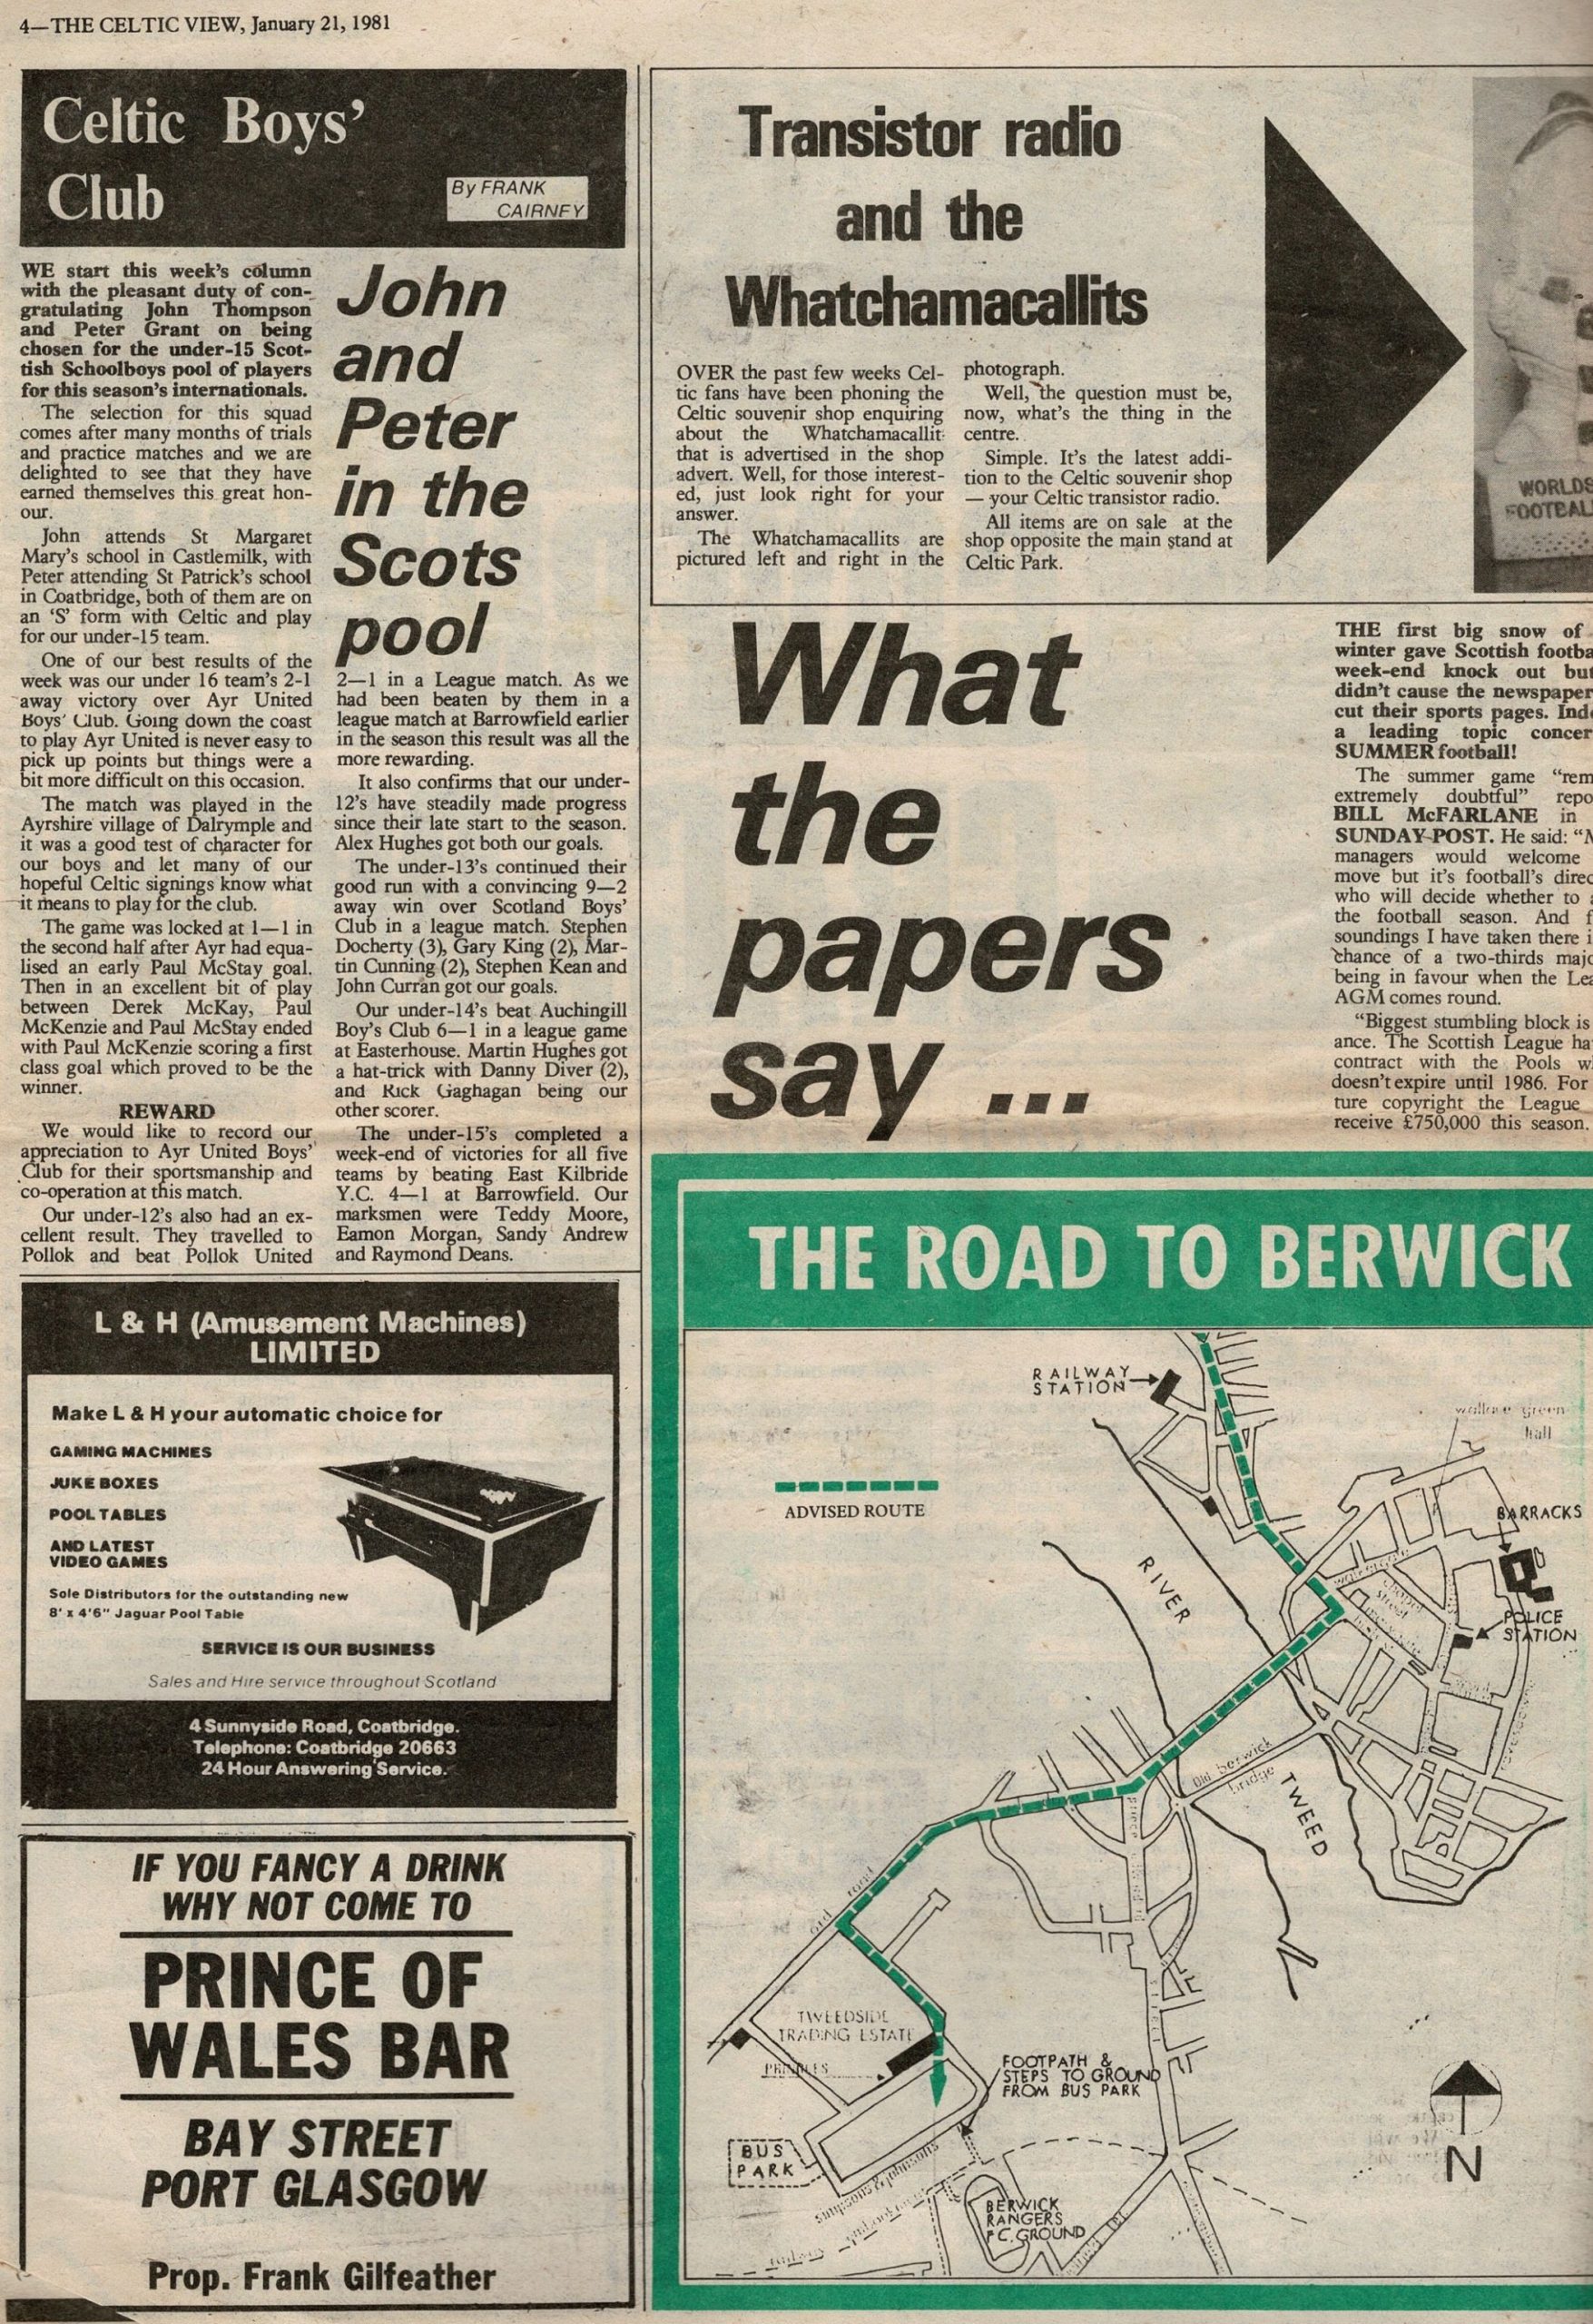 4—THE CELTIC VIEW, January 21, 1981
Celtic Boys'
Club
By FRANK
CAIRNEY
WE start this week's column
with the pleasant duty of con-
gratulating John Thompson
and Peter Grant on being
chosen for the under-15 Scot-
tish Schoolboys pool of players
for this season's internationals.
The selection for this squad
comes after many months of trials
and practice matches and we are
delighted to see that they have
earned themselves this great hon-
our.
John attends St Margaret
Mary's school in Castlemilk, with
Peter attending St Patrick's school
in Coatbridge, both of them are on
an 'S' form with Celtic and play
for our under-15 team.
One of our best results of the
week was our under 16 team's 2-1
away victory over Ayr United
Boys' Club. Going down the coast
to play Ayr United is never easy to
pick up points but things were a
bit more difficult on this occasion.
The match was played in the
Ayrshire village of Dalrymple and
it was a good test of character for
our boys and let many of our
hopeful Celtic signings know what
it means to play for the club.
The game was locked at 1—1 in
the second half after Ayr had equa-
lised an early Paul McStay goal.
Then in an excellent bit of play
between Derek McKay, Paul
McKenzie and Paul McStay ended
with Paul McKenzie scoring a first
class goal which proved to be the
winner.
REWARD
We would like to record our
appreciation to Ayr United Boys'
Club for their sportsmanship and
co-operation at this match.
Our under-12's also had an ex-
cellent result. They travelled to
Pollok and beat Pollok United
John
and
Peter
in the
Scots
pool
2—1 in a League match. As we
had been beaten by them in a
league match at Barrowfield earlier
in the season this result was all the
more rewarding.
It also confirms that our under-
12's have steadily made progress
since their late start to the season.
Alex Hughes got both our goals.
The under-13's continued their
good run with a convincing 9—2
away win over Scotland Boys'
Club in a league match. Stephen
Docherty (3), Gary King (2), Mar-
tin Cunning (2), Stephen Kean and
John Curran got our goals.
Our under-14's beat Auchingill
Boy's Club 6—1 in a league game
at Easterhouse. Martin Hughes got
a hat-trick with Danny Diver (2),
and Rick Gaghagan being our
other scorer.
The under-15's completed a
week-end of victories for all five
teams by beating East Kilbride
Y.C. 4—1 at Barrowfield. Our
marksmen were Teddy Moore,
Eamon Morgan, Sandy Andrew
and Raymond Deans.
L & H (Amusement Machines)
LIMITED
Make L & H your automatic choice for
GAMING MACHINES
JUKE BOXES
POOL TABLES
AND LATEST
VIDEO GAMES
Sole Distributors for the outstanding new
8' x 4'6" Jaguar Pool Table
SERVICE IS OUR BUSINESS
Sales and Hire service throughout Scotland
4 Sunnyside Road, Coatbridge.
Telephone: Coatbridge 20663
24 Hour Answering Service.
IF YOU FANCY A DRINK
WHY NOT COME TO
PRINCE OF
WALES BAR
BAY STREET
PORT GLASGOW
Prop. Frank Gilfeather
Transistor radio
and the
Whatchamacallits
OVER the past few weeks Cel-
tic fans have been phoning the
Celtic souvenir shop enquiring
about the Whatchamacallit
that is advertised in the shop
advert. Well, for those interest-
ed, just look right for your
answer.
The Whatchamacallits are
pictured left and right in the
photograph.
Well, the question must be,
now, what's the thing in the
centre.
Simple. It's the latest addi-
tion to the Celtic souvenir shop
— your Celtic transistor radio.
All items are on sale at the
shop opposite the main stand at
Celtic Park.
WORLDS
FOOTBAL
What
the
papers
say ...
THE first big snow of
winter gave Scottish footba
week-end knock out but
didn't cause the newspaper
cut their sports pages. Ind
a leading topic concer
SUMMER football!
The summer game "rem
extremely doubtful" repo
BILL McFARLANE in
SUNDAY POST. He said: "M
managers would welcome
move but it's football's direc
who will decide whether to
the football season. And f
soundings I have taken there i
chance of a two-thirds majo
being in favour when the Lea
AGM comes round.
"Biggest stumbling block is
ance. The Scottish League ha
contract with the Pools w
doesn't expire until 1986. For
ture copyright the League
receive £750,000 this season.
THE ROAD TO BERWICK
RAILWAY
STATION
wallace green
hall
ADVISED ROUTE
BARRACKS
RIVER
POLICE
STATION
Old berwick
bridge
TWEED
road
TWEEDSIDE
TRADING ESTATE
PRINGLES
FOOTPATH &
STEPS TO GROUND
FROM BUS PARK
BUS
PARK
simpsons & johnsons
railway
BERWICK
RANGERS
F.C. GROUND
N